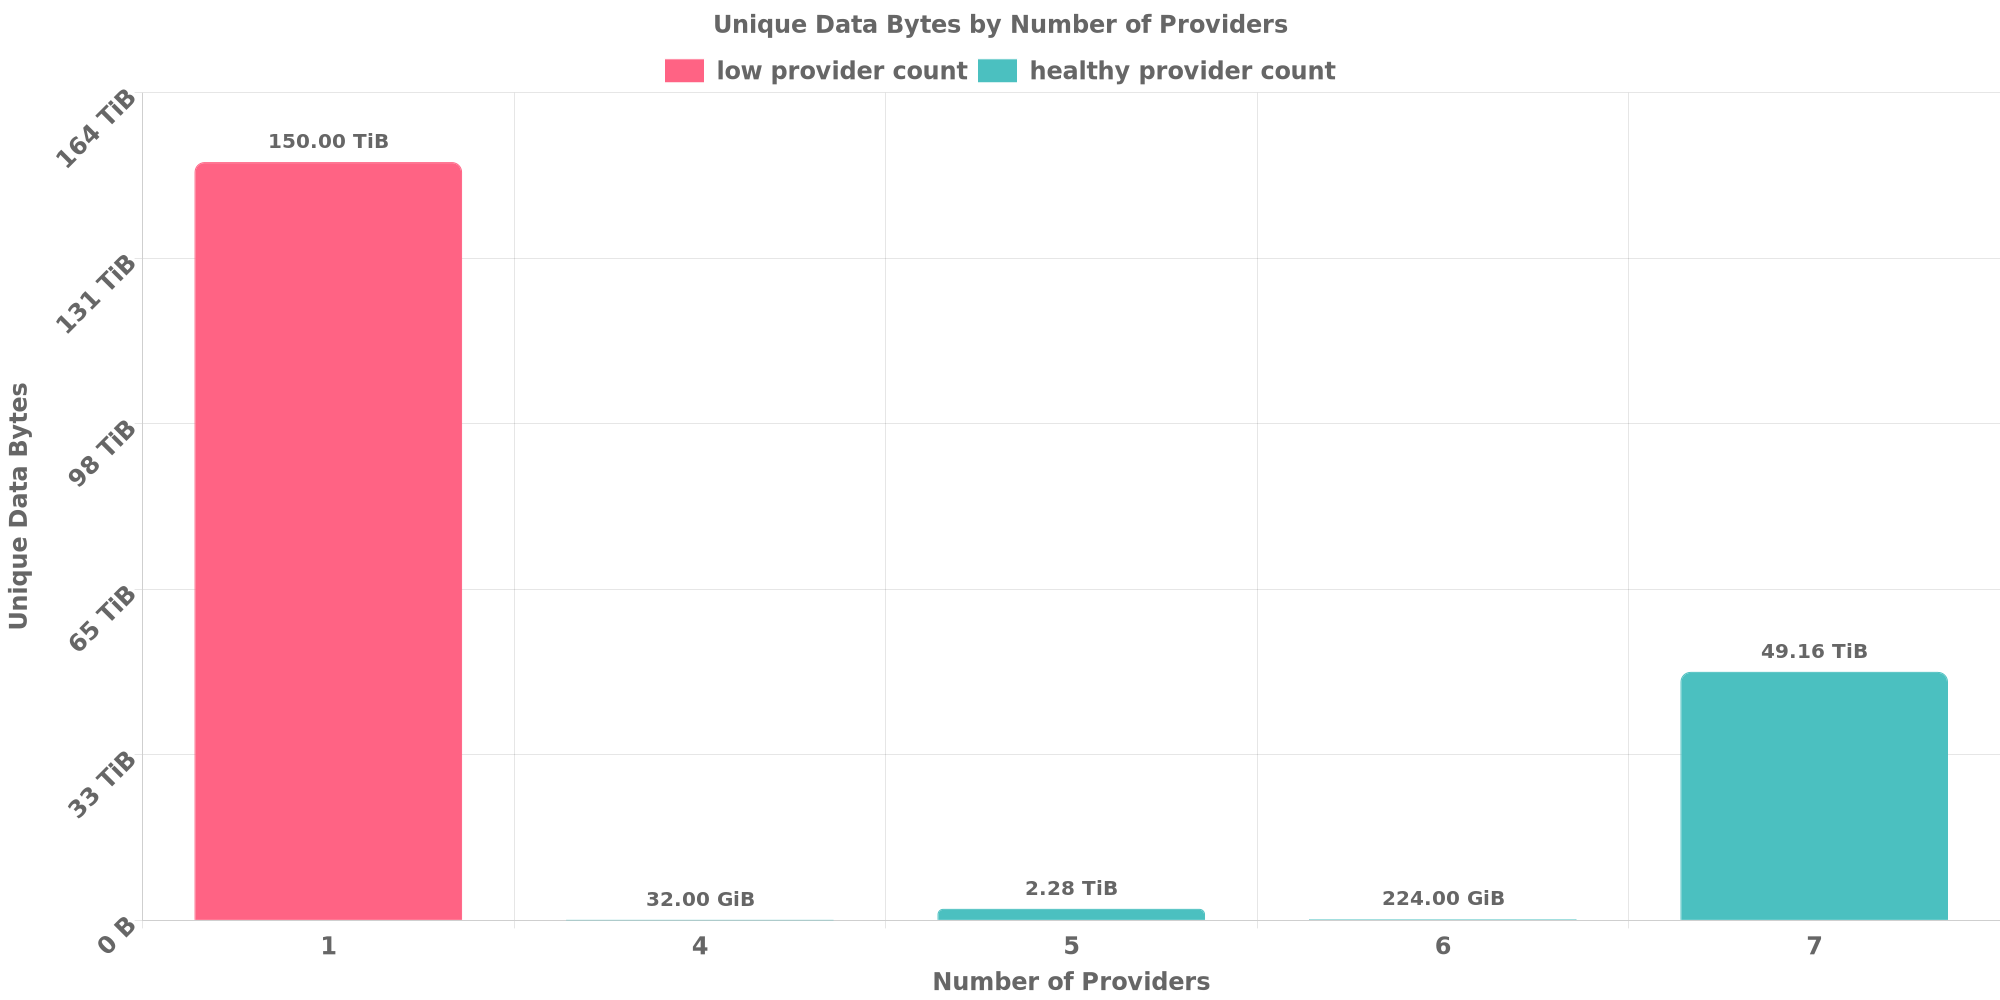 Unique Data Bytes by Number of Providers
low provider count healthy provider count
164 TiB
131 TiB
98 TiB
65 TiB
33 TiB
0 B
Unique Data Bytes
150.00 TiB
32.00 GiB
2.28 TiB
224.00 GiB
49.16 TiB
1 4 5 6 7
Number of Providers